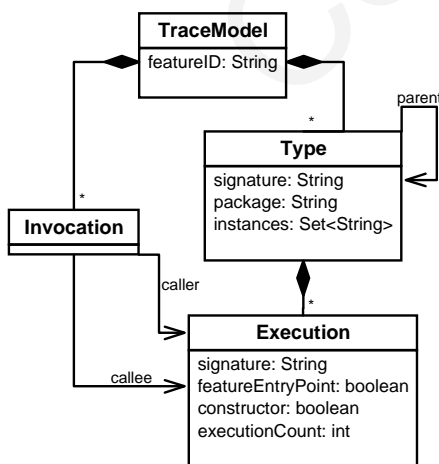 TraceModel
featureID: String
parent
*
Type
signature: String
package: String
instances: Set<String>
*
Invocation
caller
*
Execution
callee
signature: String
featureEntryPoint: boolean
constructor: boolean
executionCount: int